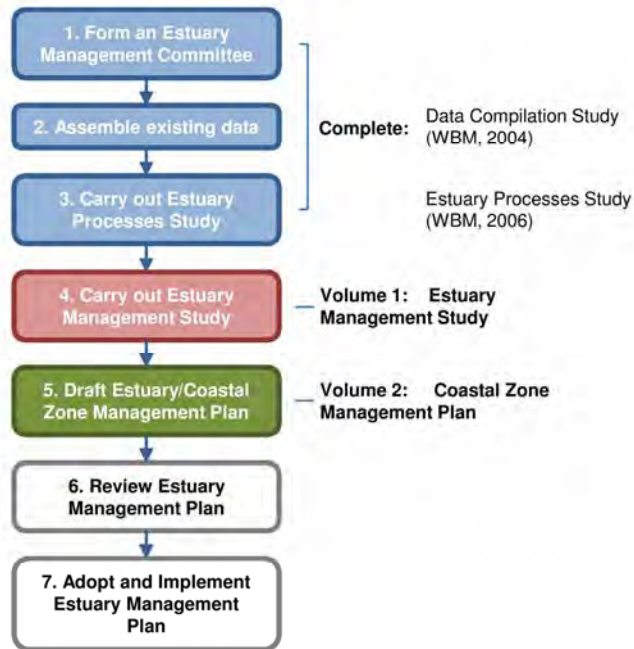 1. Form an Estuary
Management Committee
2. Assemble existing data
Complete:
Data Compilation Study
(WBM, 2004)
3. Carry out Estuary
Processes Study
Estuary Processes Study
(WBM, 2006)
4. Carry out Estuary
Management Study
Volume 1: Estuary
Management Study
5. Draft Estuary/Coastal
Zone Management Plan
Volume 2: Coastal Zone
Management Plan
6. Review Estuary
Management Plan
7. Adopt and Implement
Estuary Management
Plan